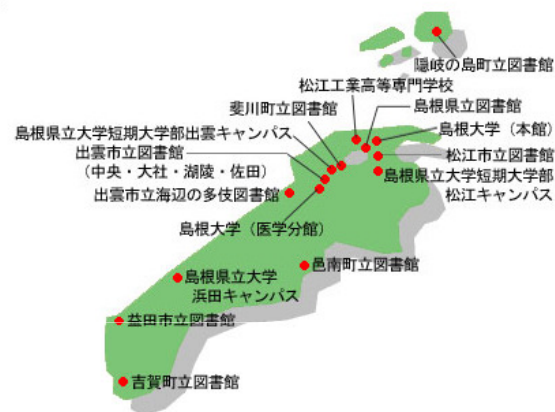 隠岐の島町立図書館
松江工業高等専門学校
斐川町立図書館
島根県立図書館
島根県立大学短期大学部出雲キャンパス
島根大学（本館）
出雲市立図書館
（中央・大社・湖陵・佐田）
松江市立図書館
出雲市立海辺の多伎図書館
島根県立大学短期大学部
松江キャンパス
島根大学（医学分館）
邑南町立図書館
島根県立大学
浜田キャンパス
益田市立図書館
吉賀町立図書館